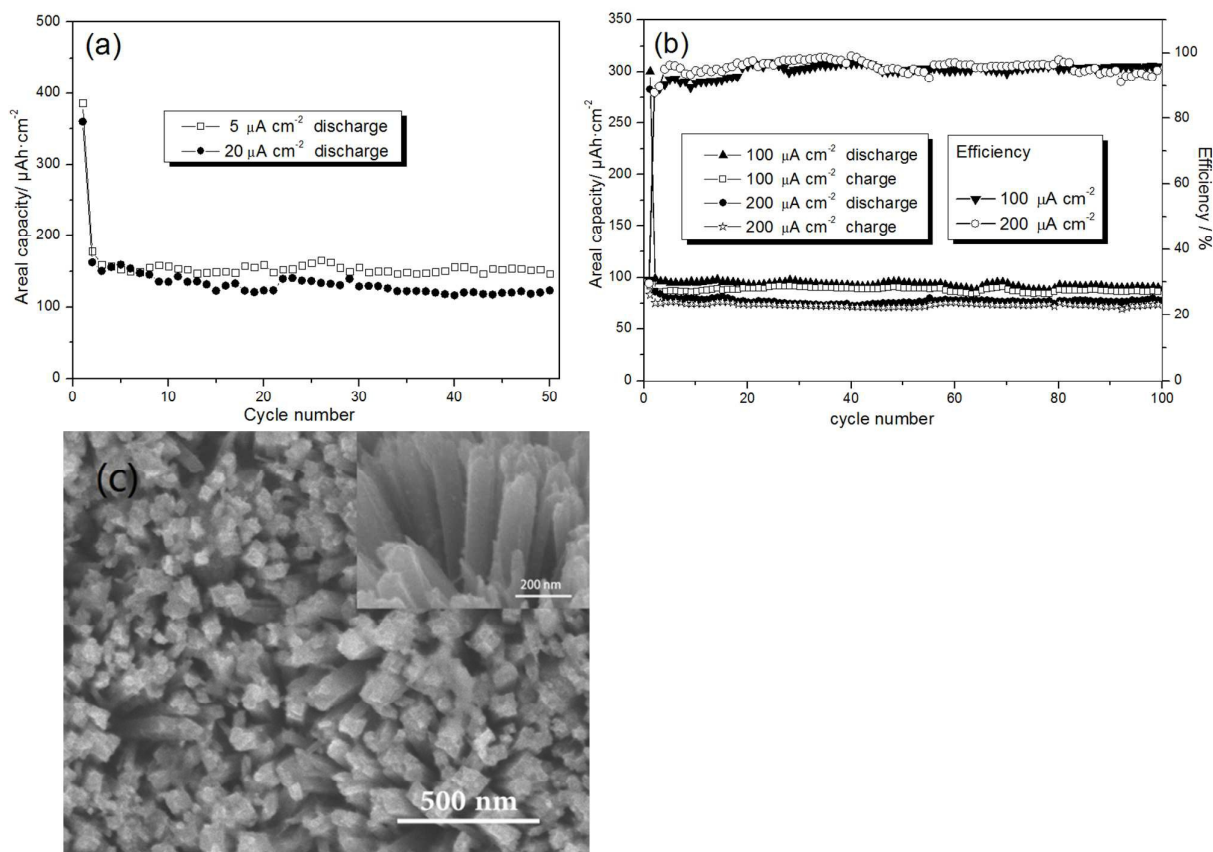 (a)
500
400
300
200
100
0
Areal capacity/ μAh·cm⁻²
5 μA cm⁻² discharge
20 μA cm⁻² discharge
0 10 20 30 40 50
Cycle number
(b)
350
300
250
200
150
100
75
50
25
0
Areal capacity/ μAh·cm⁻²
100 μA cm⁻² discharge
100 μA cm⁻² charge
200 μA cm⁻² discharge
200 μA cm⁻² charge
Efficiency
100 μA cm⁻²
200 μA cm⁻²
100
80
60
40
20
0
Efficiency / %
0 20 40 60 80 100
cycle number
(c)
200 nm
500 nm